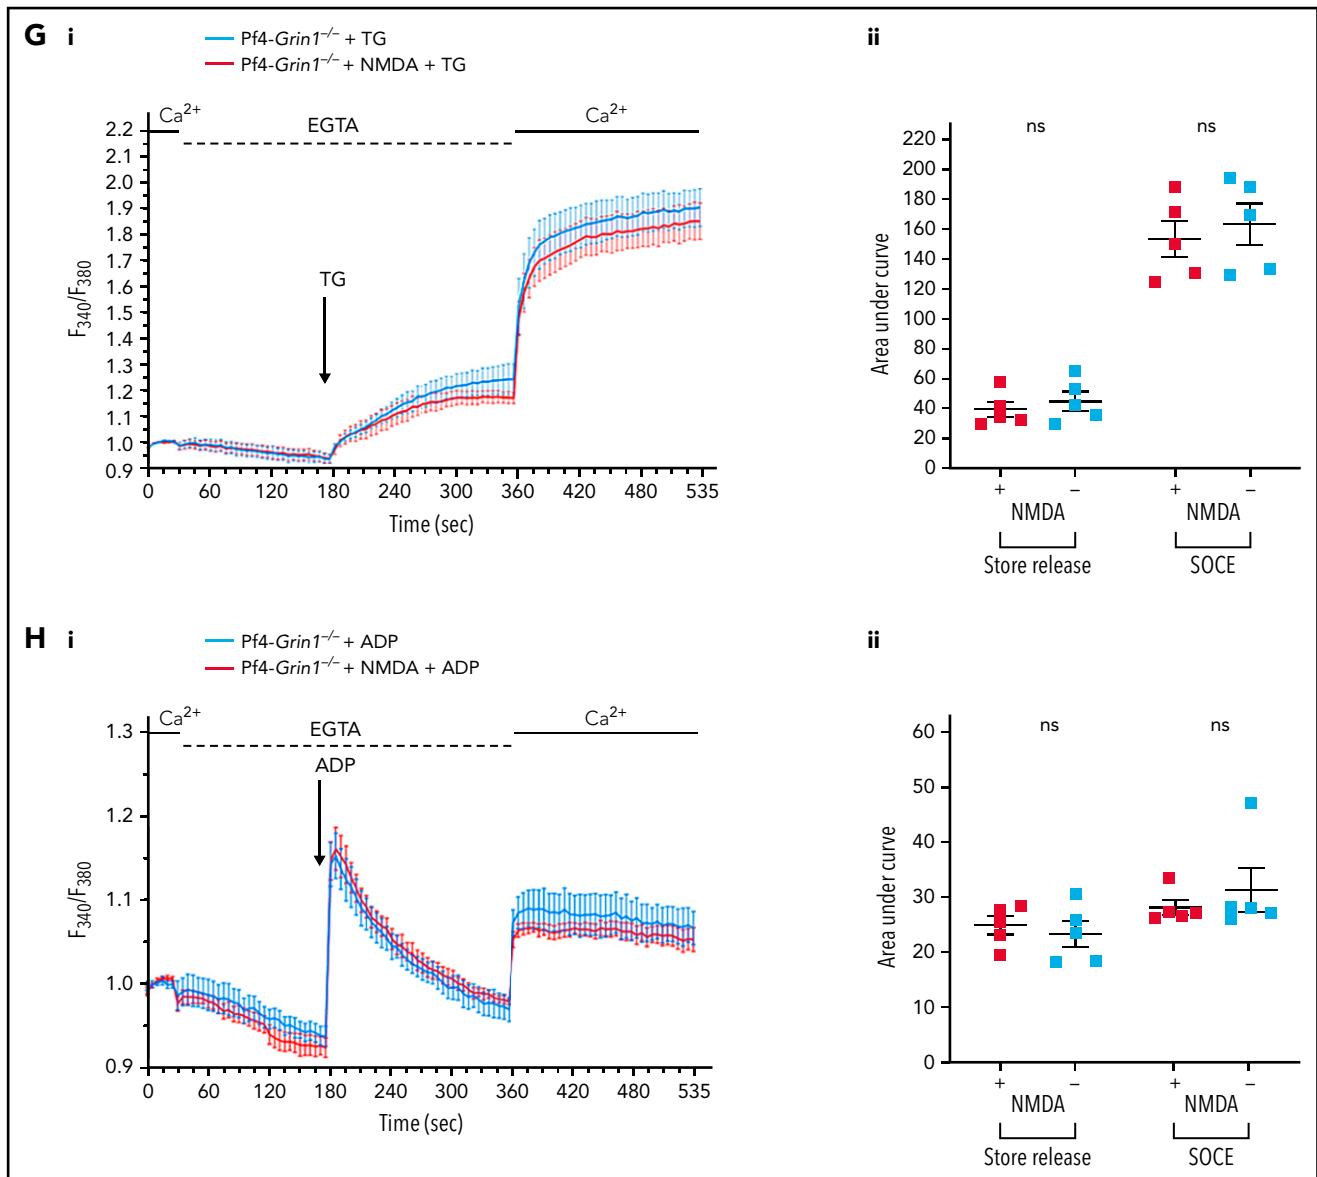 G i
Pf4-Grin1–/– + TG
Pf4-Grin1–/– + NMDA + TG
Ca2+
EGTA
Ca2+
2.2
2.1
2.0
1.9
1.8
1.7
1.6
1.5
1.4
1.3
1.2
1.1
1.0
0.9
F340/F380
TG
0 60 120 180 240 300 360 420 480 535
Time (sec)
ii
ns ns
220
200
180
160
140
120
100
80
60
40
20
0
Area under curve
+ – + –
NMDA NMDA
Store release SOCE
H i
Pf4-Grin1–/– + ADP
Pf4-Grin1–/– + NMDA + ADP
Ca2+
EGTA
Ca2+
ADP
1.3
1.2
1.1
1.0
0.9
F340/F380
0 60 120 180 240 300 360 420 480 535
Time (sec)
ii
ns ns
60
50
40
30
20
10
0
Area under curve
+ – + –
NMDA NMDA
Store release SOCE